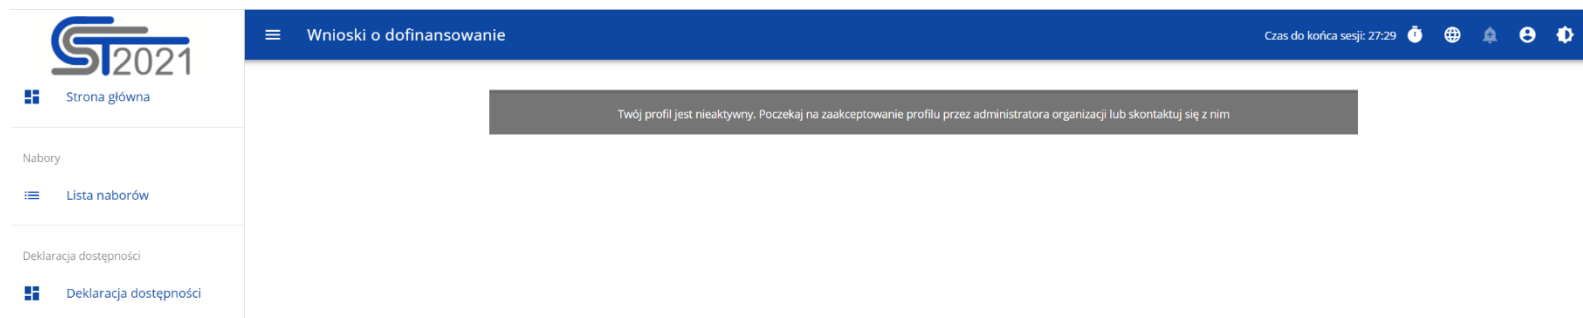 CST2021
Strona główna
Nabory
Lista naborów
Deklaracja dostępności
Deklaracja dostępności
Wnioski o dofinansowanie
Czas do końca sesji: 27:29
Twój profil jest nieaktywny. Poczekaj na zaakceptowanie profilu przez administratora organizacji lub skontaktuj się z nim